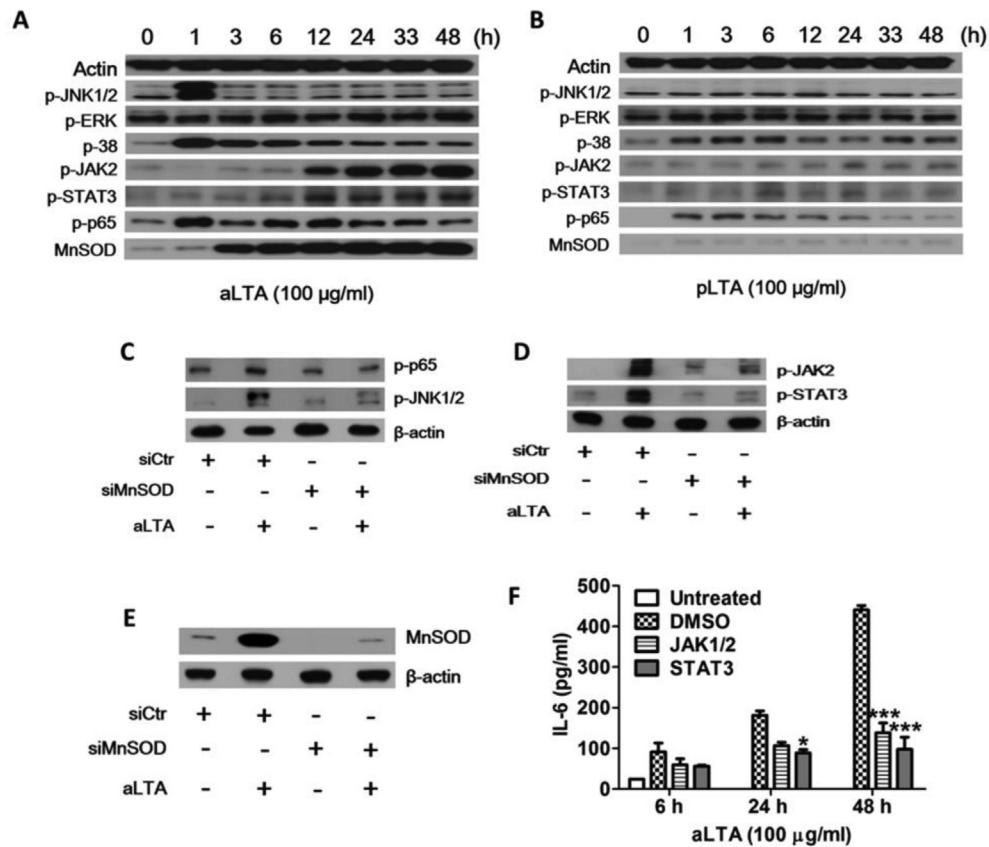 A
0 1 3 6 12 24 33 48 (h)
Actin
p-JNK1/2
p-ERK
p-38
p-JAK2
p-STAT3
p-p65
MnSOD
aLTA (100 µg/ml)
B
0 1 3 6 12 24 33 48 (h)
Actin
p-JNK1/2
p-ERK
p-38
p-JAK2
p-STAT3
p-p65
MnSOD
pLTA (100 µg/ml)
C
p-p65
p-JNK1/2
β-actin
siCtr + + - -
siMnSOD - - + +
aLTA - + - +
D
p-JAK2
p-STAT3
β-actin
siCtr + + - -
siMnSOD - - + +
aLTA - + - +
E
MnSOD
β-actin
siCtr + + - -
siMnSOD - - + +
aLTA - + - +
F
Untreated
DMSO
JAK1/2
STAT3
IL-6 (pg/ml)
500
400
300
200
100
0
*
***
***
6 h 24 h 48 h
aLTA (100 µg/ml)